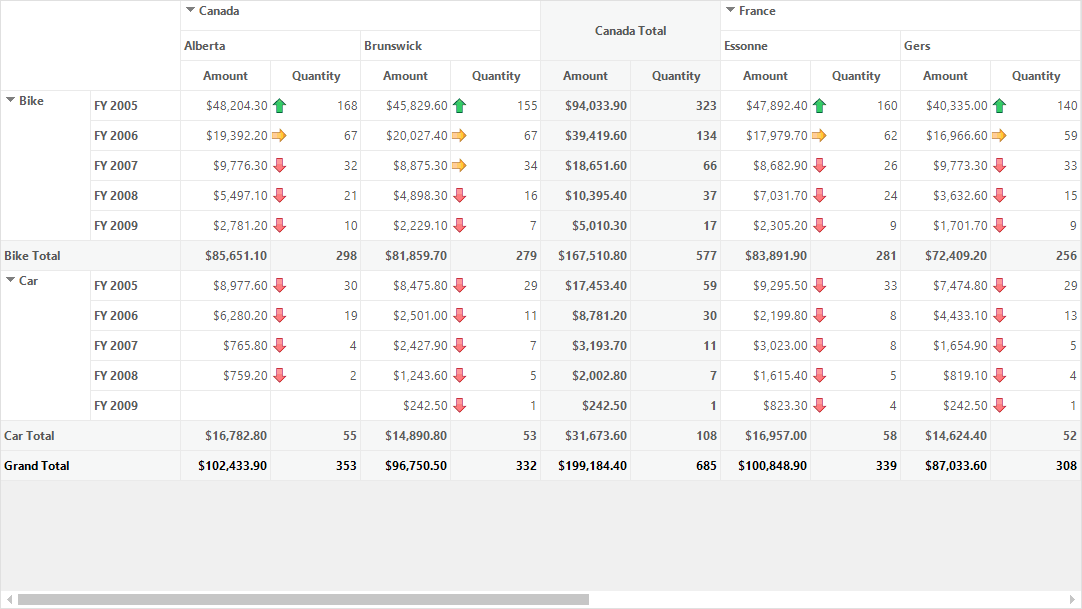 Canada Canada Total France
Alberta Brunswick Essonne Gers
Amount Quantity Amount Quantity Amount Quantity Amount Quantity Amount Quantity
Bike FY 2005 $48,204.30 168 $45,829.60 155 $94,033.90 323 $47,892.40 160 $40,335.00 140
FY 2006 $19,392.20 67 $20,027.40 67 $39,419.60 134 $17,979.70 62 $16,966.60 59
FY 2007 $9,776.30 32 $8,875.30 34 $18,651.60 66 $8,682.90 26 $9,773.30 33
FY 2008 $5,497.10 21 $4,898.30 16 $10,395.40 37 $7,031.70 24 $3,632.60 15
FY 2009 $2,781.20 10 $2,229.10 7 $5,010.30 17 $2,305.20 9 $1,701.70 9
Bike Total $85,651.10 298 $81,859.70 279 $167,510.80 577 $83,891.90 281 $72,409.20 256
Car FY 2005 $8,977.60 30 $8,475.80 29 $17,453.40 59 $9,295.50 33 $7,474.80 29
FY 2006 $6,280.20 19 $2,501.00 11 $8,781.20 30 $2,199.80 8 $4,433.10 13
FY 2007 $765.80 4 $2,427.90 7 $3,193.70 11 $3,023.00 8 $1,654.90 5
FY 2008 $759.20 2 $1,243.60 5 $2,002.80 7 $1,615.40 5 $819.10 4
FY 2009 $242.50 1 $242.50 1 $823.30 4 $242.50 1
Car Total $16,782.80 55 $14,890.80 53 $31,673.60 108 $16,957.00 58 $14,624.40 52
Grand Total $102,433.90 353 $96,750.50 332 $199,184.40 685 $100,848.90 339 $87,033.60 308